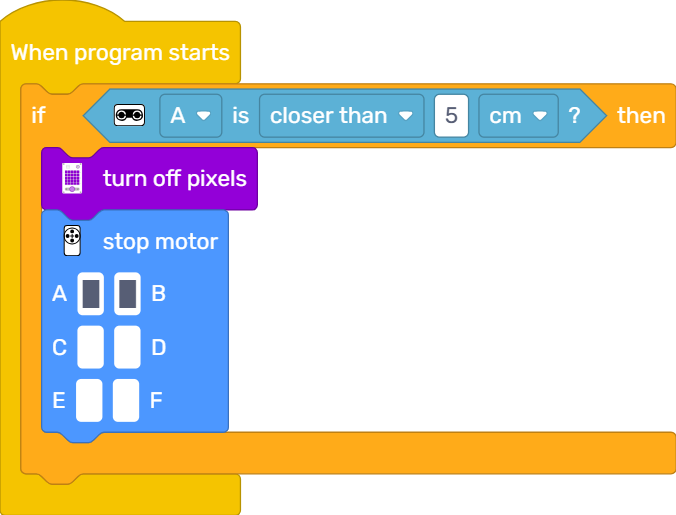 When program starts
if A is closer than 5 cm ? then
turn off pixels
stop motor
A B
C D
E F